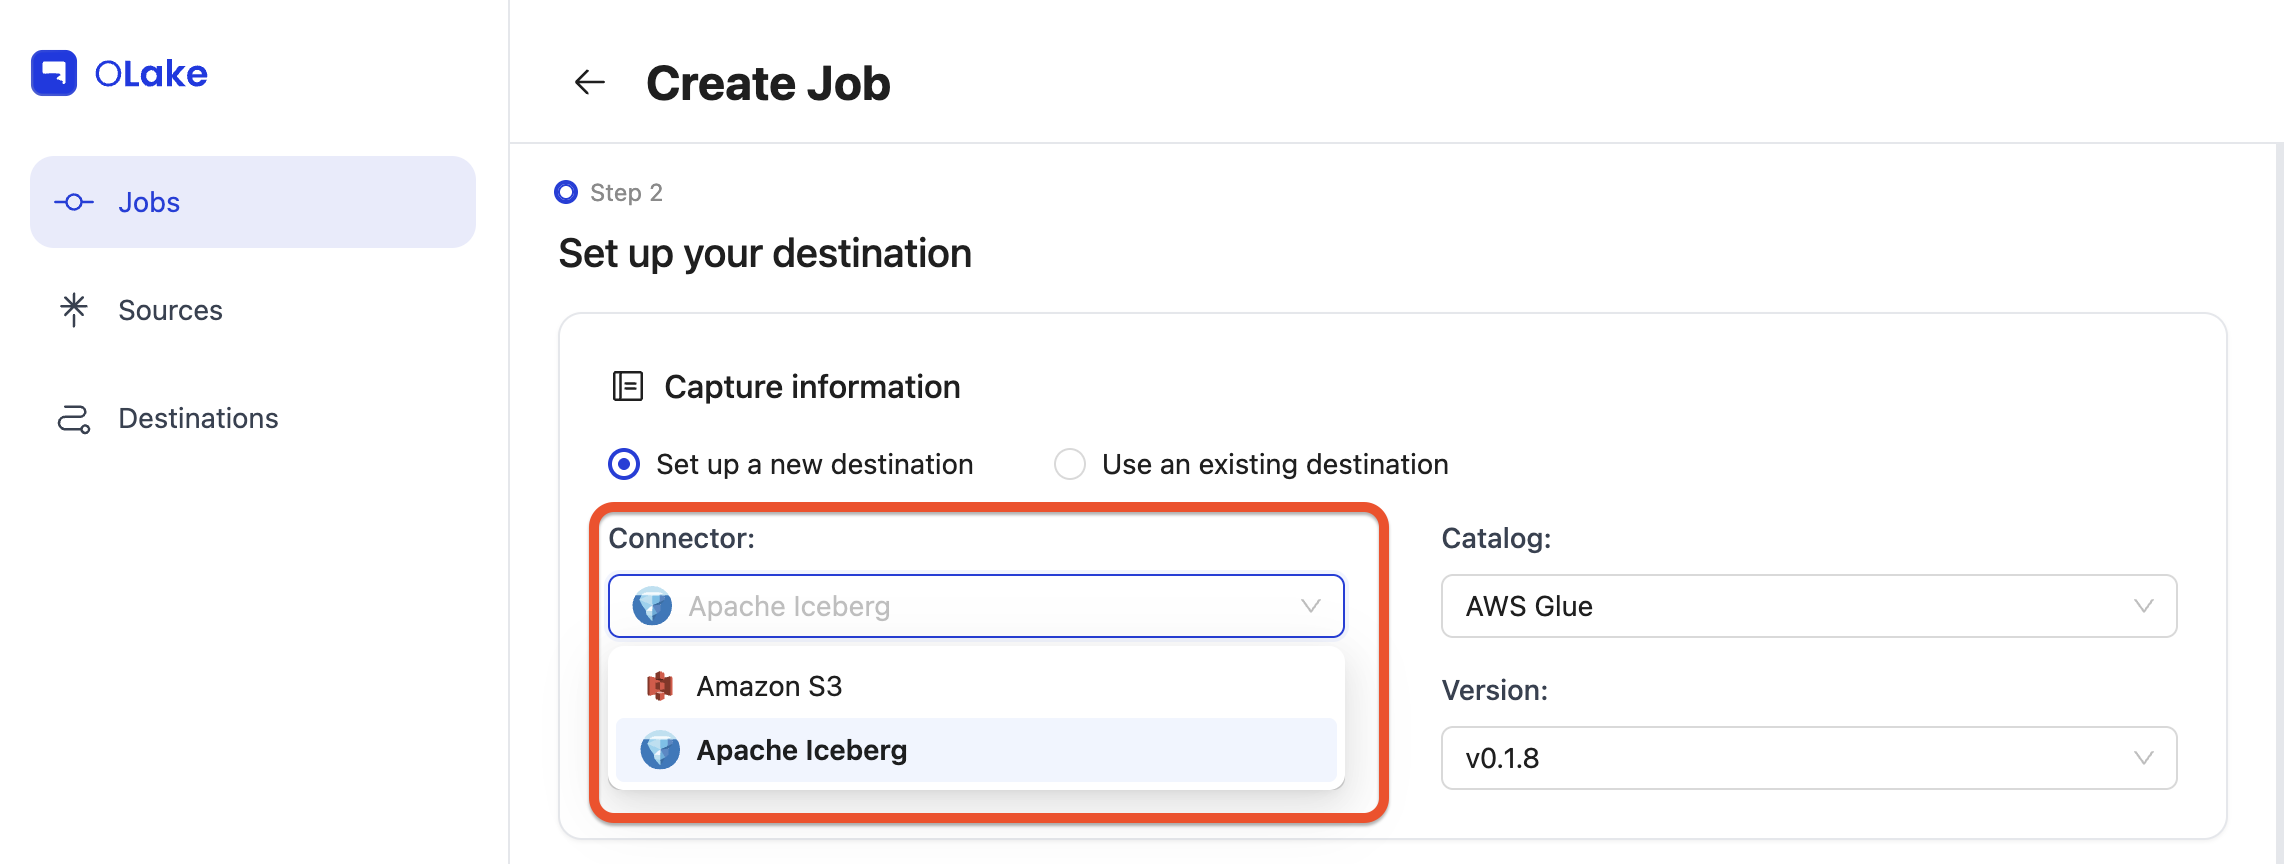 OLake
Create Job
Jobs
Sources
Destinations
Step 2
Set up your destination
Capture information
Set up a new destination
Use an existing destination
Connector:
Apache Iceberg
Amazon S3
Apache Iceberg
Catalog:
AWS Glue
Version:
v0.1.8